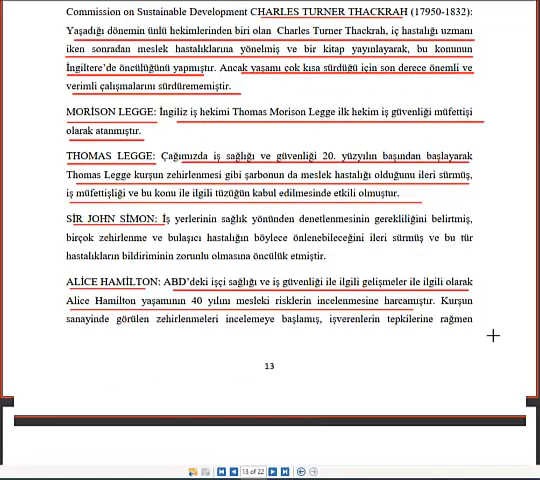 Commission on Sustainable Development CHARLES TURNER THACKRAH (17950-1832):
Yaşadığı dönemin ünlü hekimlerinden biri olan Charles Turner Thackrah, iç hastalığı uzmanı
iken sonradan meslek hastalıklarına yönelmiş ve bir kitap yayınlayarak, bu konunun
İngiltere’de öncülüğünü yapmıştır. Ancak yaşamı çok kısa sürdüğü için son derece önemli ve
verimli çalışmalarını sürdürememiştir.
MORİSON LEGGE: İngiliz iş hekimi Thomas Morison Legge ilk hekim iş güvenliği müfettişi
olarak atanmıştır.
THOMAS LEGGE: Çağımızda iş sağlığı ve güvenliği 20. yüzyılın başından başlayarak
Thomas Legge kurşun zehirlenmesi gibi şarbonun da meslek hastalığı olduğunu ileri sürmüş,
iş müfettişliği ve bu konu ile ilgili tüzüğün kabul edilmesinde etkili olmuştur.
SİR JOHN SİMON: İş yerlerinin sağlık yönünden denetlenmesinin gerekliliğini belirtmiş,
birçok zehirlenme ve bulaşıcı hastalığın böylece önlenebileceğini ileri sürmüş ve bu tür
hastalıkların bildiriminin zorunlu olmasına öncülük etmiştir.
ALİCE HAMİLTON: ABD’deki işçi sağlığı ve iş güvenliği ile ilgili gelişmeler ile ilgili olarak
Alice Hamilton yaşamının 40 yılini mesleki risklerin incelenmesine harcamıştır. Kurşun
sanayinde görülen zehirlenmeleri incelemeye başlamış, işverenlerin tepkilerine rağmen
13
13 of 22